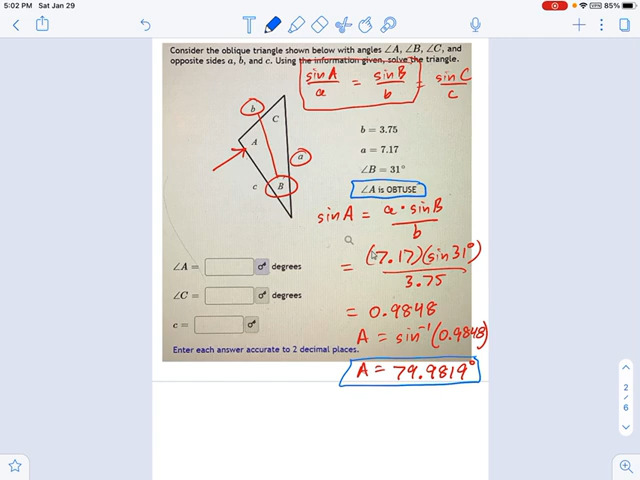 5:02 PM Sat Jan 29
85%
Consider the oblique triangle shown below with angles ∠A, ∠B, ∠C, and
opposite sides a, b, and c. Using the information given, solve the triangle.
sin A / a = sin B / b = sin C / c
b
C
A
a
c
B
b = 3.75
a = 7.17
∠B = 31°
∠A is OBTUSE
sin A = a · sin B / b
= (7.17)(sin 31°) / 3.75
= 0.9848
A = sin⁻¹(0.9848)
A = 79.9819°
∠A = degrees
∠C = degrees
c =
Enter each answer accurate to 2 decimal places.
2
/
6